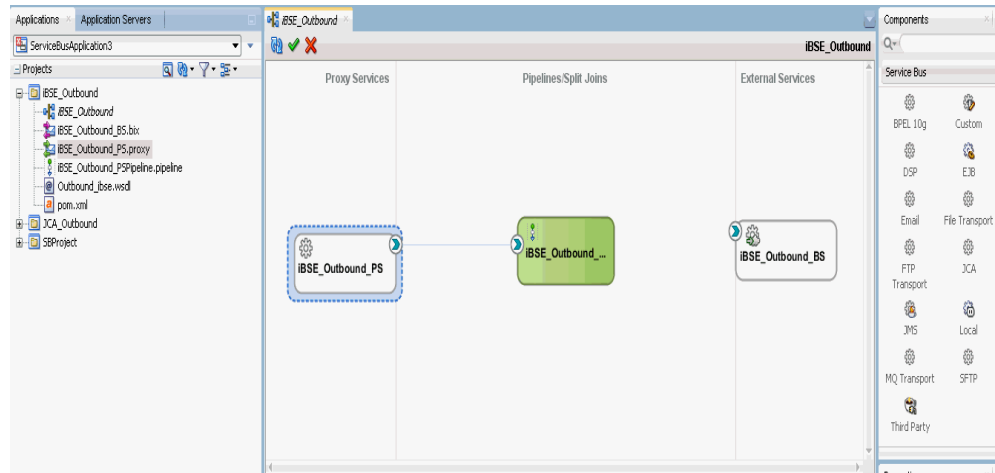 Applications
Application Servers
iBSE_Outbound
Components
ServiceBusApplication3
iBSE_Outbound
Projects
Proxy Services
Pipelines/Split Joins
External Services
Service Bus
iBSE_Outbound
iBSE_Outbound
iBSE_Outbound_BS.bix
iBSE_Outbound_PS.proxy
iBSE_Outbound_PSPipeline.pipeline
Outbound_ibse.wsdl
pom.xml
JCA_Outbound
SBProject
iBSE_Outbound_PS
iBSE_Outbound_...
iBSE_Outbound_BS
BPEL 10g
Custom
DSP
EJB
Email
File Transport
FTP
Transport
JCA
JMS
Local
MQ Transport
SFTP
Third Party